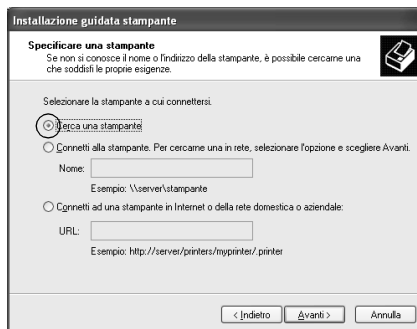 Installazione guidata stampante
Specificare una stampante
Se non si conosce il nome o l'indirizzo della stampante, è possibile cercarne una
che soddisfi le proprie esigenze.
Selezionare la stampante a cui connettersi.
Cerca una stampante
Connetti alla stampante. Per cercarne una in rete, selezionare l'opzione e scegliere Avanti.
Nome:
Esempio: \\server\stampante
Connetti ad una stampante in Internet o della rete domestica o aziendale:
URL:
Esempio: http://server/printers/myprinter/.printer
< Indietro
Avanti >
Annulla